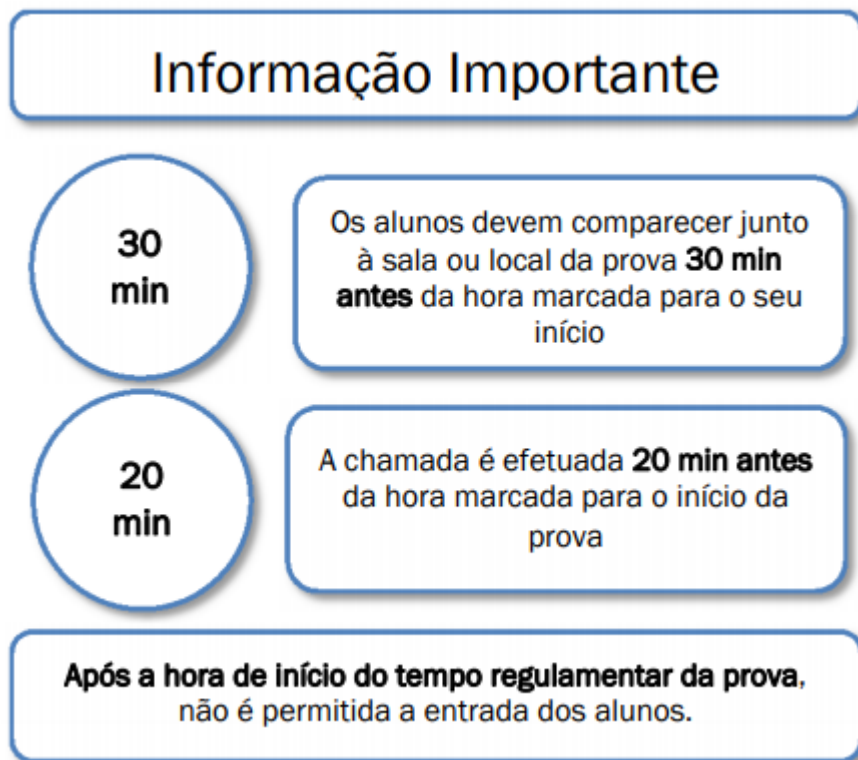 Informação Importante
30
min
Os alunos devem comparecer junto
à sala ou local da prova 30 min
antes da hora marcada para o seu
início
20
min
A chamada é efetuada 20 min antes
da hora marcada para o início da
prova
Após a hora de início do tempo regulamentar da prova,
não é permitida a entrada dos alunos.